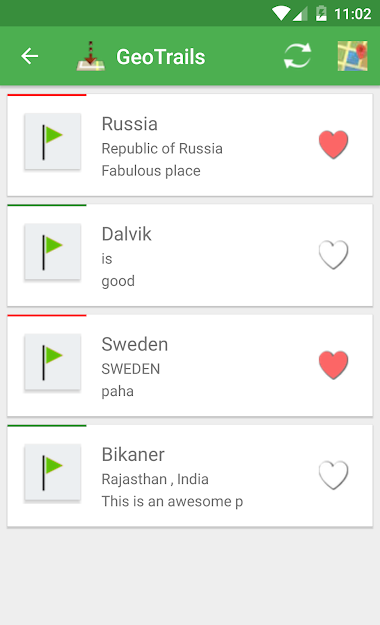 11:02
GeoTrails
Russia
Republic of Russia
Fabulous place
Dalvik
is
good
Sweden
SWEDEN
paha
Bikaner
Rajasthan , India
This is an awesome p